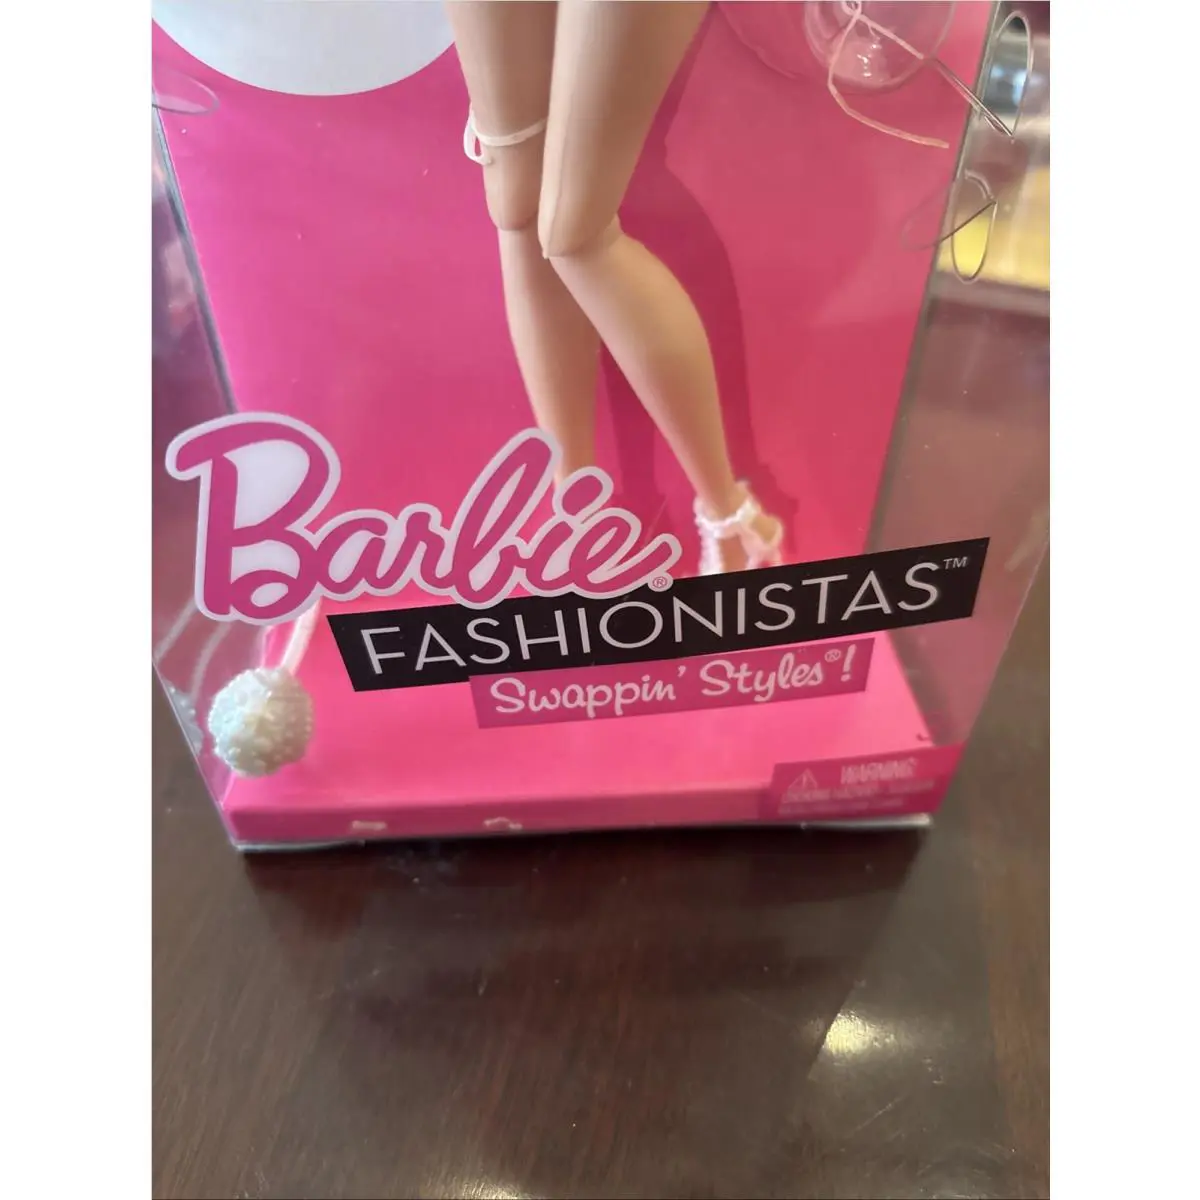 Barbie®
FASHIONISTAS™
Swappin' Styles®!
⚠ WARNING: